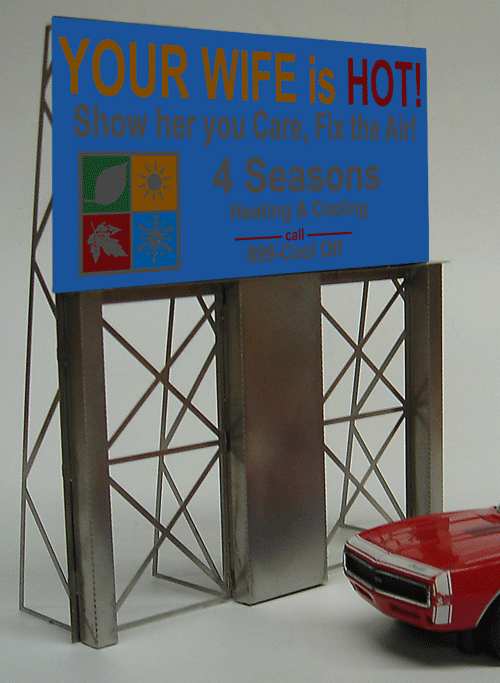 YOUR WIFE is HOT!
Show her you Care, Fix the Air!
4 Seasons
Heating & Cooling
call
899-Cool Off